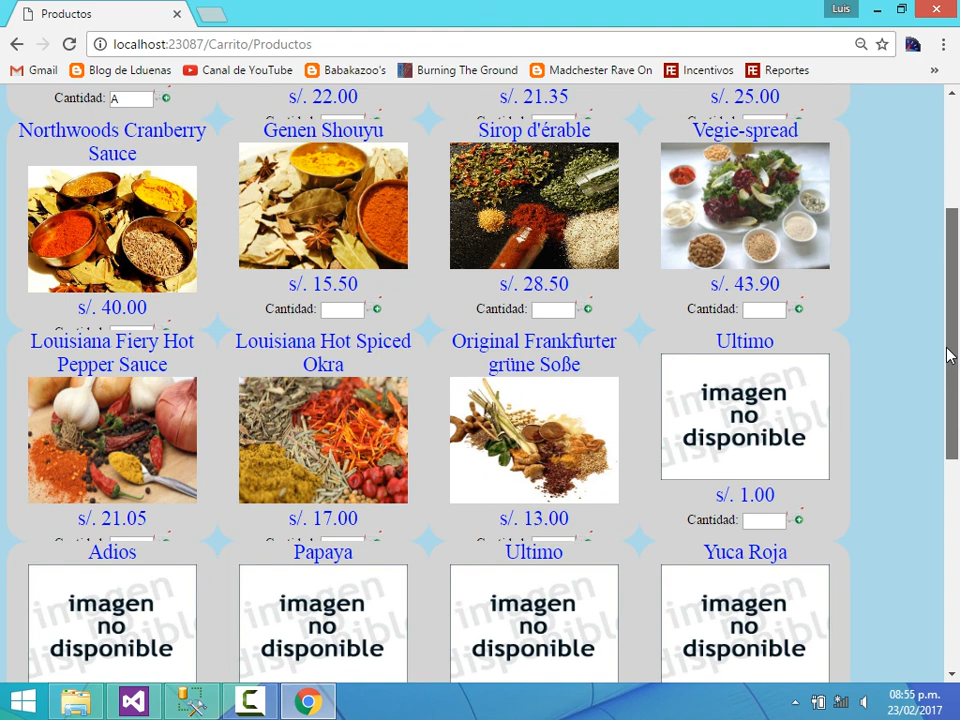 Productos
Luis
localhost:23087/Carrito/Productos
Gmail Blog de Lduenas Canal de YouTube Babakazoo's Burning The Ground Madchester Rave On Incentivos Reportes »
Cantidad: A
s/. 22.00
s/. 21.35
s/. 25.00
Northwoods Cranberry
Sauce
Genen Shouyu
Sirop d'érable
Vegie-spread
s/. 40.00
s/. 15.50
s/. 28.50
s/. 43.90
Cantidad:
Cantidad:
Cantidad:
Louisiana Fiery Hot
Pepper Sauce
Louisiana Hot Spiced
Okra
Original Frankfurter
grüne Soße
Ultimo
imagen
no
disponible
s/. 21.05
s/. 17.00
s/. 13.00
s/. 1.00
Cantidad:
Adios
Papaya
Ultimo
Yuca Roja
imagen
no
disponible
imagen
no
disponible
imagen
no
disponible
imagen
no
disponible
08:55 p.m.
23/02/2017